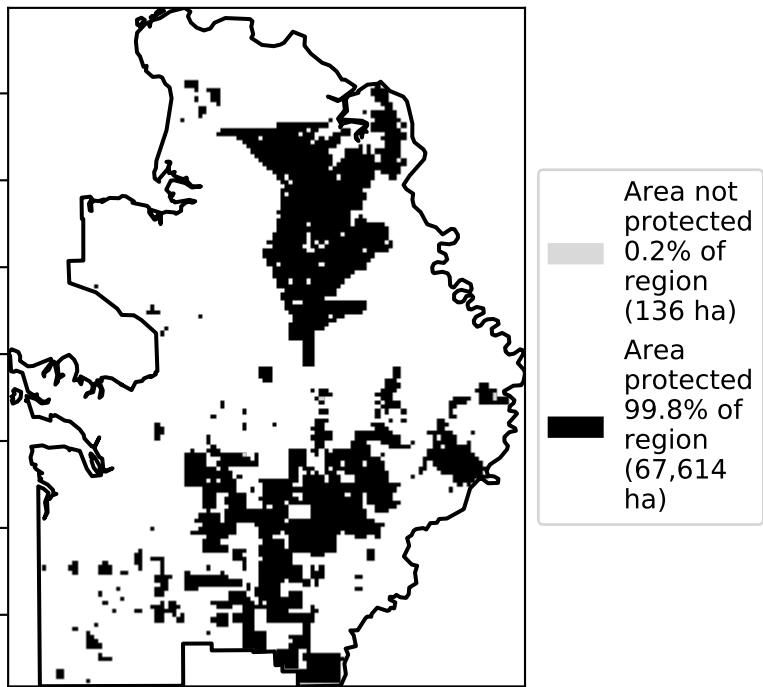 Area not
protected
0.2% of
region
(136 ha)
Area
protected
99.8% of
region
(67,614
ha)